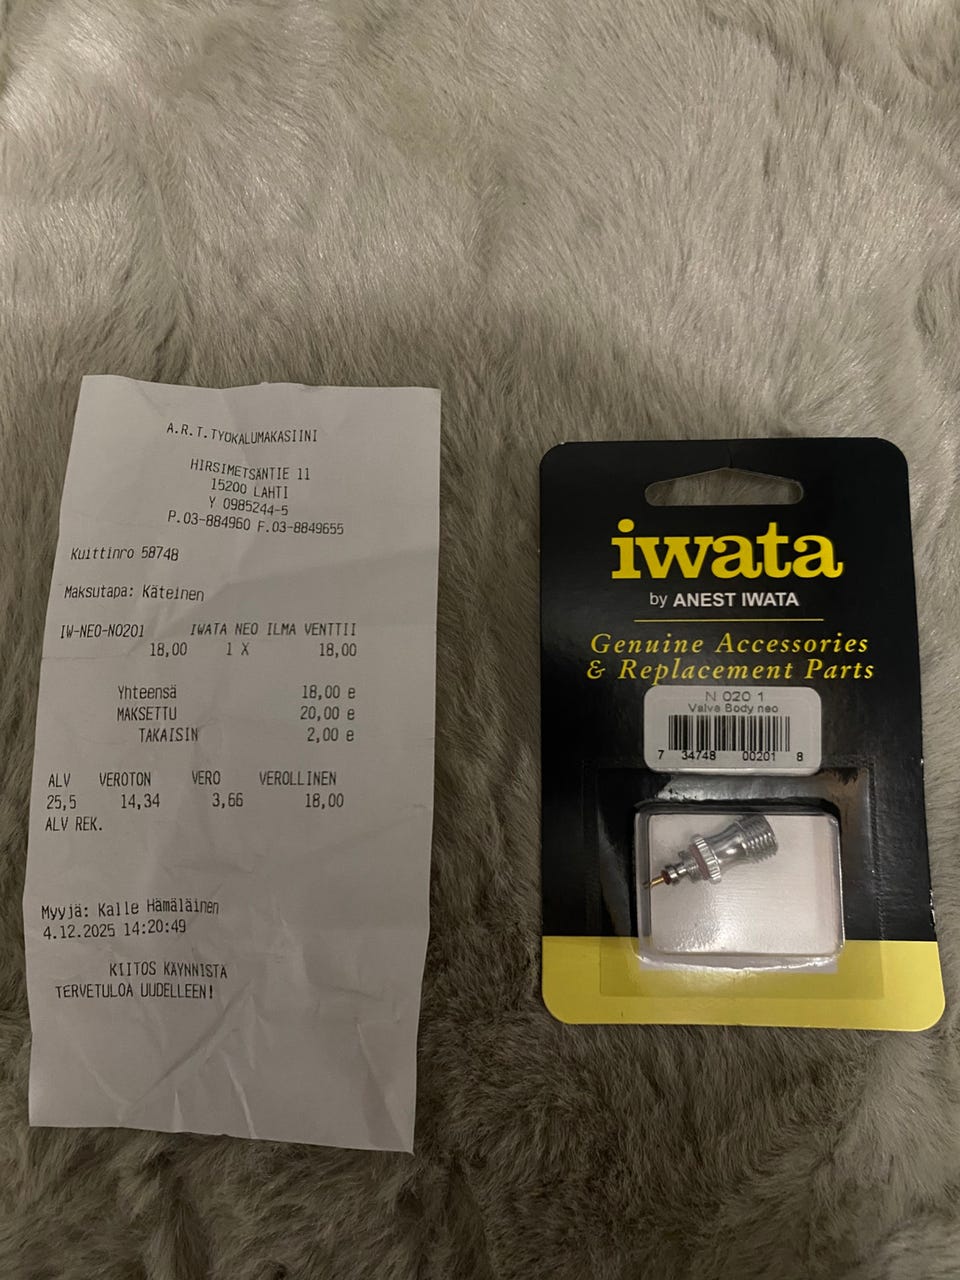 A.R.T.TYÖKALUMAKASIINI
HIRSIMETSÄNTIE 11
15200 LAHTI
Y 0985244-5
P.03-884960 F.03-8849655
Kuittinro 58748
Maksutapa: Käteinen
IW-NEO-NO201 IWATA NEO ILMA VENTTII
18,00 1 X 18,00
Yhteensä 18,00 e
MAKSETTU 20,00 e
TAKAISIN 2,00 e
ALV VEROTON VERO VEROLLINEN
25,5 14,34 3,66 18,00
ALV REK.
Myyjä: Kalle Hämäläinen
4.12.2025 14:20:49
KIITOS KÄYNNISTÄ
TERVETULOA UUDELLEEN!
iwata
by ANEST IWATA
Genuine Accessories
& Replacement Parts
N 020 1
Valve Body neo
7 34748 00201 8